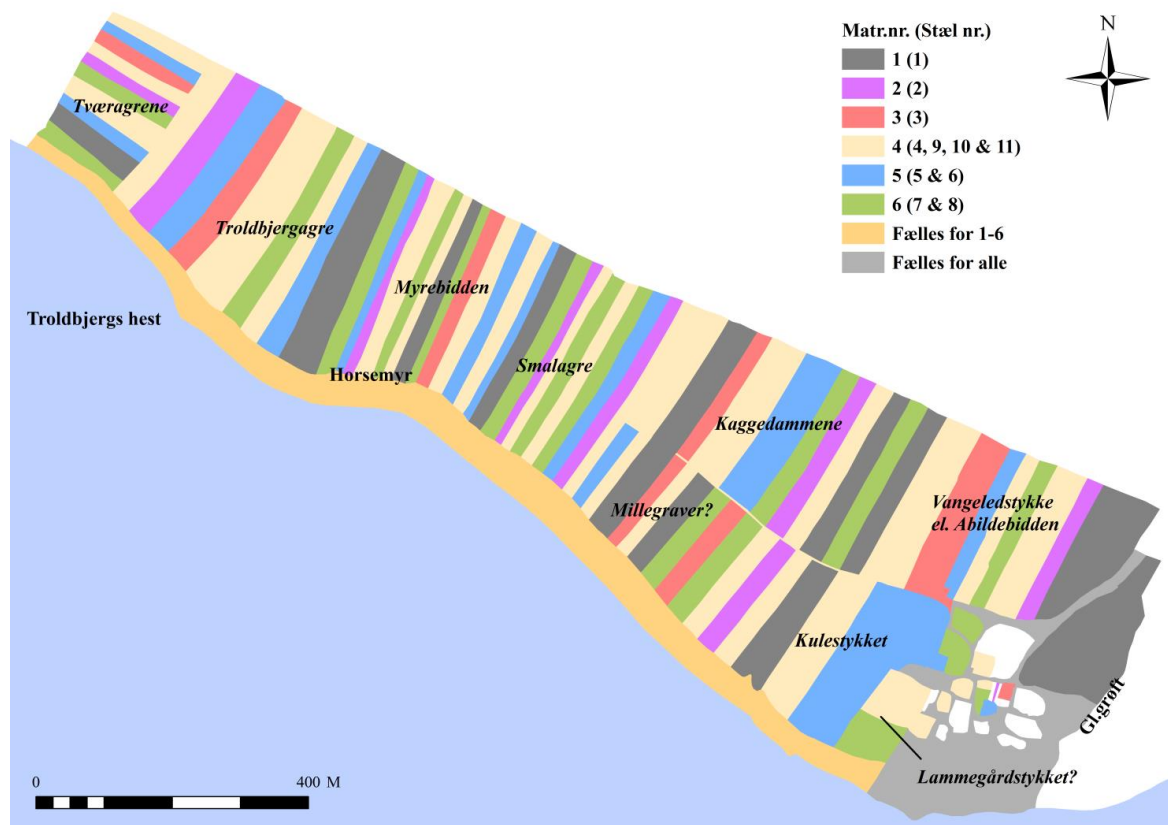 Matr.nr. (Stæl nr.)
1 (1)
2 (2)
3 (3)
4 (4, 9, 10 & 11)
5 (5 & 6)
6 (7 & 8)
Fælles for 1-6
Fælles for alle
N
Tværagrene
Troldbjergagre
Myrebidden
Troldbjergs hest
Horsemyr
Smalagre
Kaggedammene
Millegraver?
Vangeledstykke
el. Abildebidden
Kulestykket
Gl.grøft
Lammegårdstykket?
0 400 M